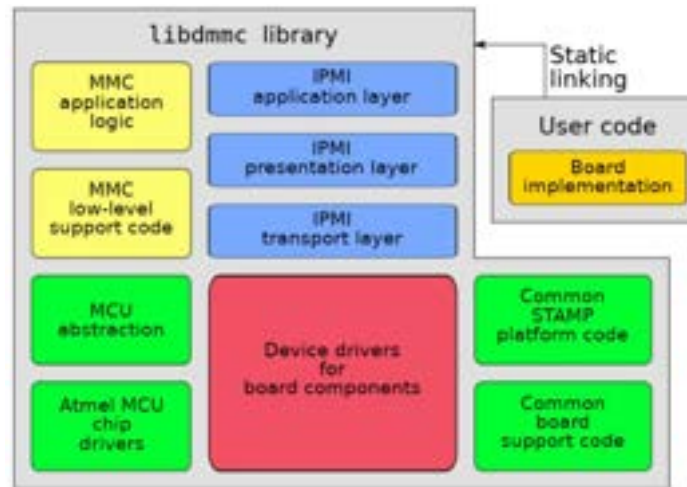 libdmmc library
MMC
application
logic
IPMI
application layer
Static
linking
User code
Board
implementation
IPMI
presentation layer
MMC
low-level
support code
IPMI
transport layer
MCU
abstraction
Device drivers
for
board components
Common
STAMP
platform code
Atmel MCU
chip
drivers
Common
board
support code